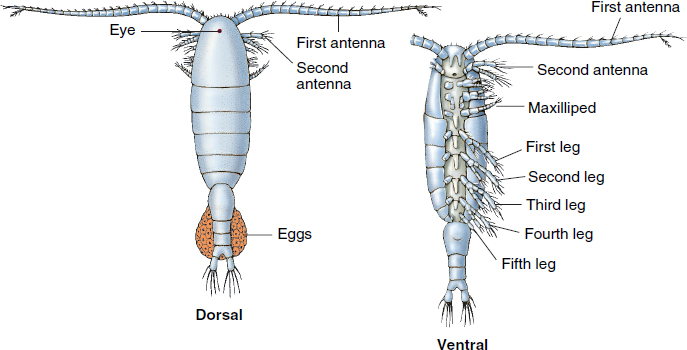 Eye
First antenna
Second
antenna
Eggs
Dorsal
First antenna
Second antenna
Maxilliped
First leg
Second leg
Third leg
Fourth leg
Fifth leg
Ventral